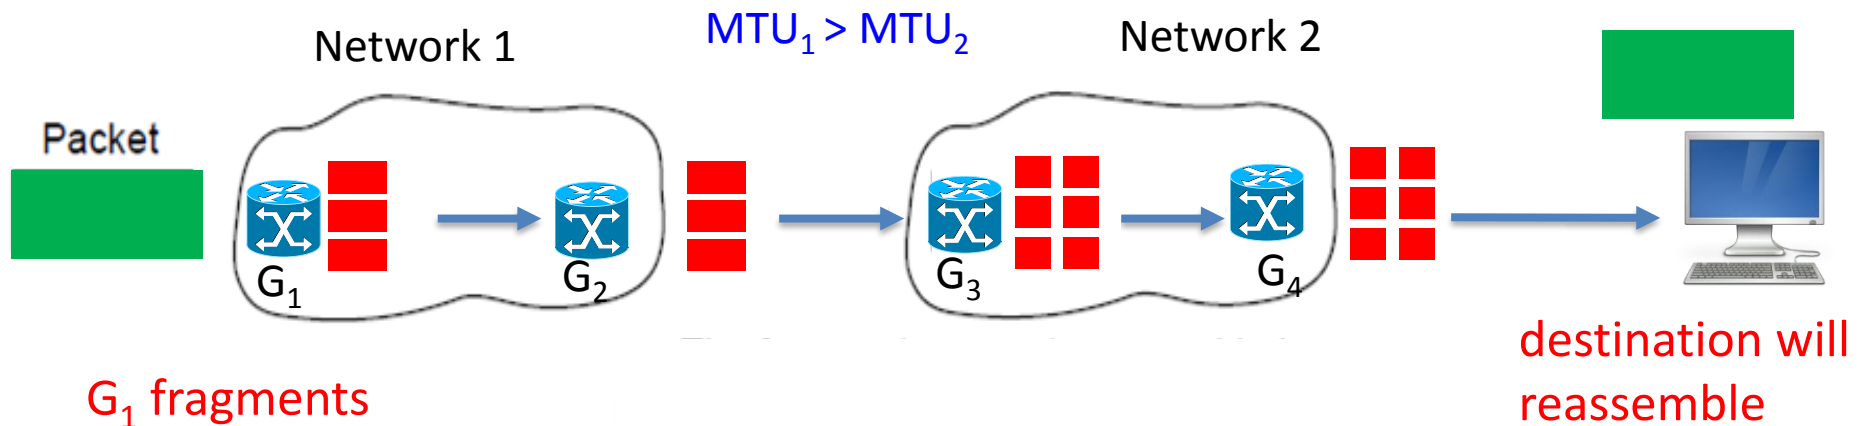 Network 1
MTU₁ > MTU₂
Network 2
Packet
G₁
G₂
G₃
G₄
G₁ fragments
destination will
reassemble